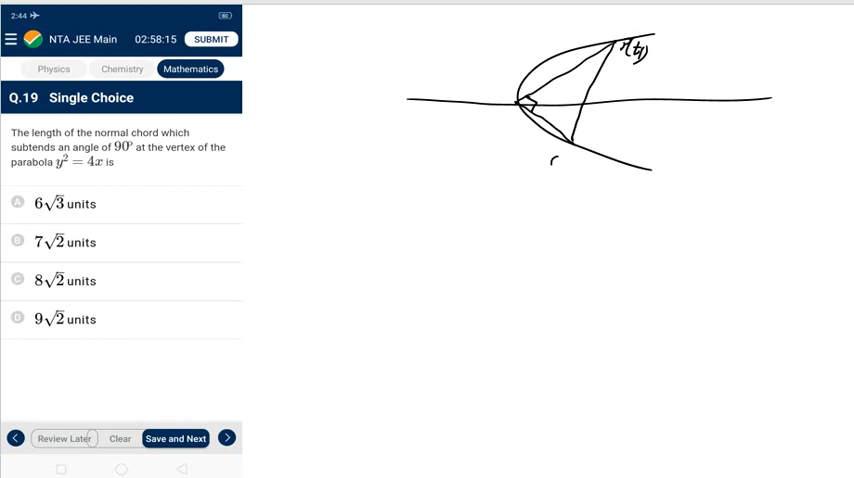 2:44
NTA JEE Main 02:58:15 SUBMIT
Physics Chemistry Mathematics
Q.19 Single Choice
The length of the normal chord which
subtends an angle of 90° at the vertex of the
parabola y² = 4x is
A 6√3 units
B 7√2 units
C 8√2 units
D 9√2 units
Review Later Clear Save and Next